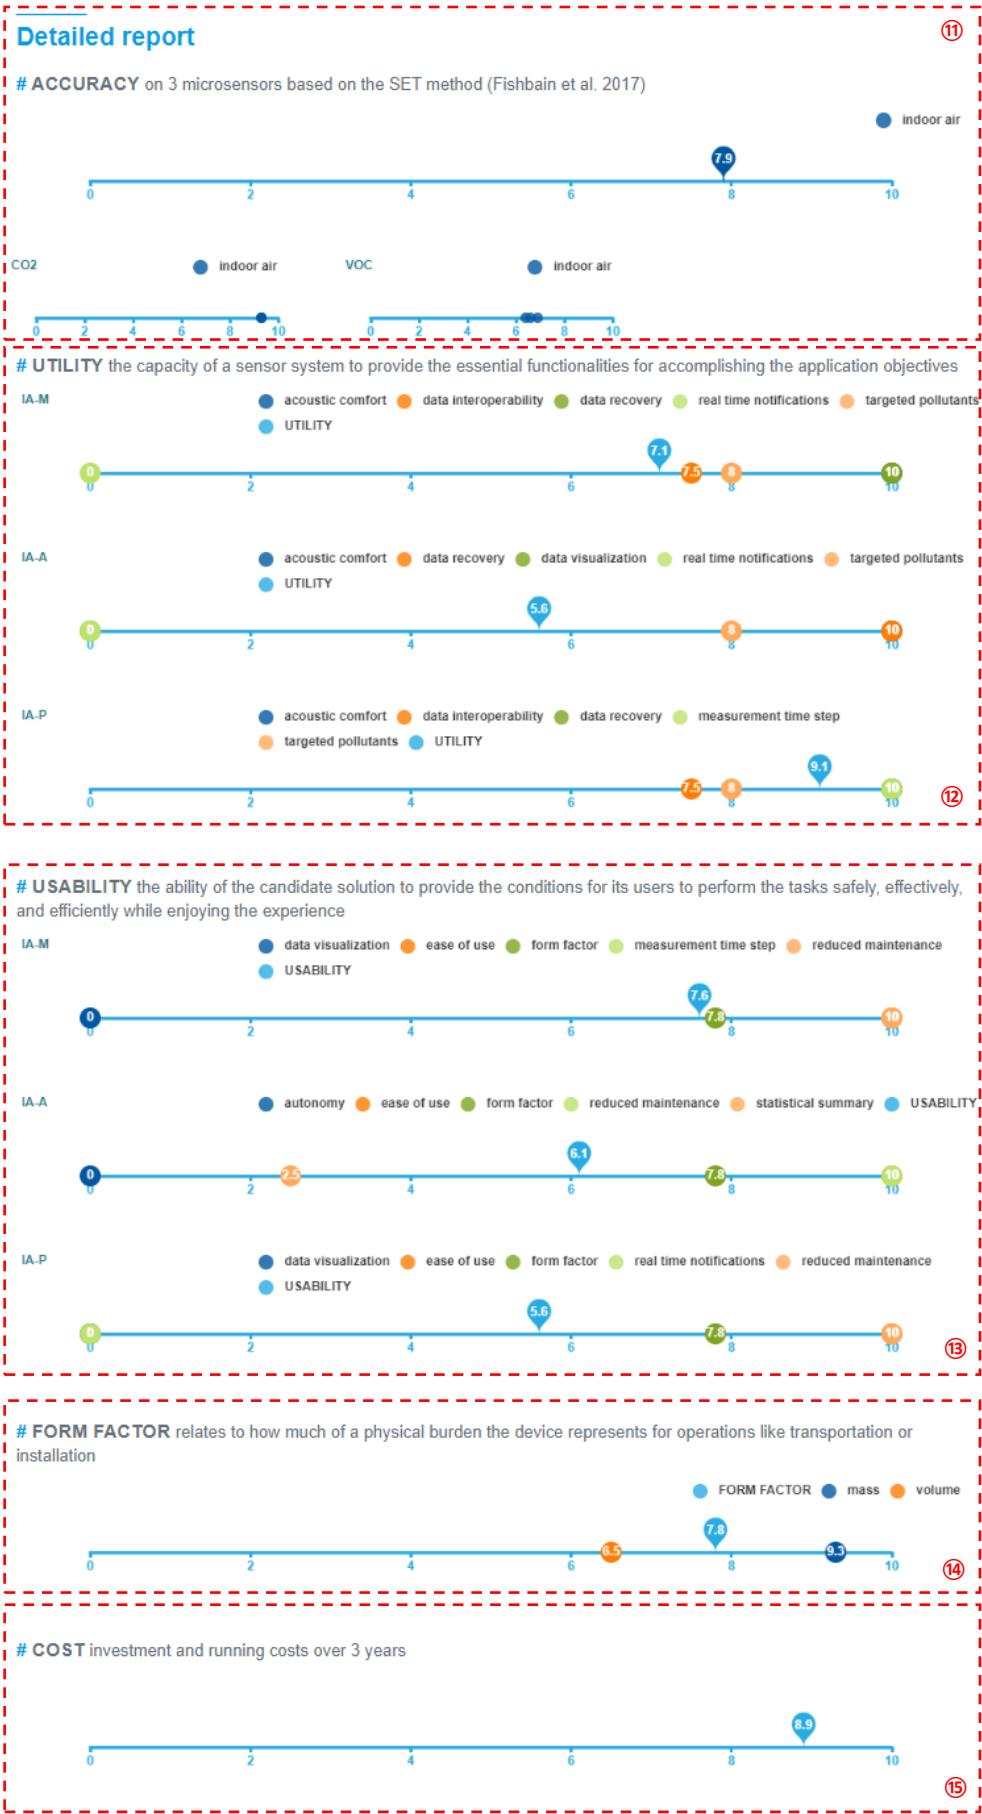 Detailed report
⑪
# ACCURACY on 3 microsensors based on the SET method (Fishbain et al. 2017)
indoor air
7.9
0 2 4 6 8 10
CO2 indoor air VOC indoor air
0 2 4 6 8 10 0 2 4 6 8 10
# UTILITY the capacity of a sensor system to provide the essential functionalities for accomplishing the application objectives
IA-M acoustic comfort data interoperability data recovery real time notifications targeted pollutants
UTILITY
7.1
0 7.5 8 10
0 2 4 6 8 10
IA-A acoustic comfort data recovery data visualization real time notifications targeted pollutants
UTILITY
5.6
0 8 10
0 2 4 6 8 10
IA-P acoustic comfort data interoperability data recovery measurement time step
targeted pollutants UTILITY
9.1
7.5 8 10
0 2 4 6 8 10
⑫
# USABILITY the ability of the candidate solution to provide the conditions for its users to perform the tasks safely, effectively,
and efficiently while enjoying the experience
IA-M data visualization ease of use form factor measurement time step reduced maintenance
USABILITY
7.6
0 7.8 10
0 2 4 6 8 10
IA-A autonomy ease of use form factor reduced maintenance statistical summary USABILITY
6.1
0 2.5 7.8 10
0 2 4 6 8 10
IA-P data visualization ease of use form factor real time notifications reduced maintenance
USABILITY
5.6
0 7.8 10
0 2 4 6 8 10
⑬
# FORM FACTOR relates to how much of a physical burden the device represents for operations like transportation or
installation
FORM FACTOR mass volume
7.8
6.5 9.3
0 2 4 6 8 10
⑭
# COST investment and running costs over 3 years
8.9
0 2 4 6 8 10
⑮